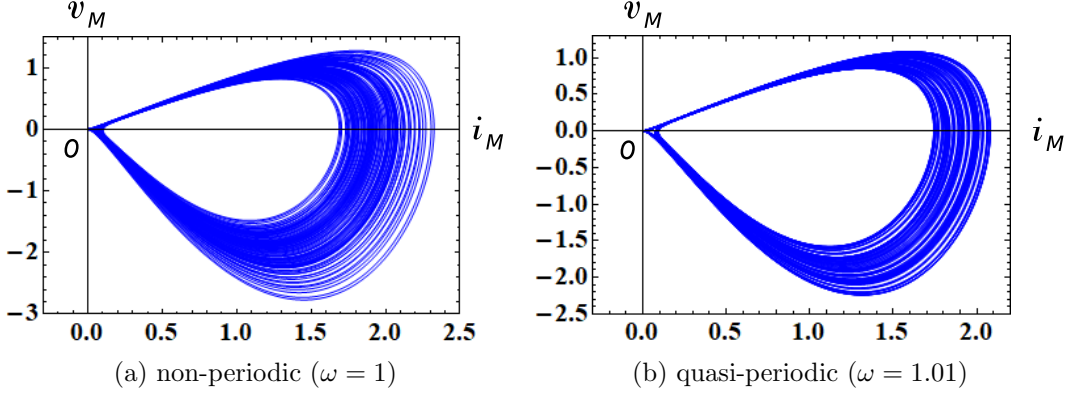 v_M
1
0
−1
−2
−3
O
i_M
0.0 0.5 1.0 1.5 2.0 2.5
(a) non-periodic (ω = 1)
v_M
1.0
0.5
0.0
−0.5
−1.0
−1.5
−2.0
−2.5
O
i_M
0.0 0.5 1.0 1.5 2.0
(b) quasi-periodic (ω = 1.01)